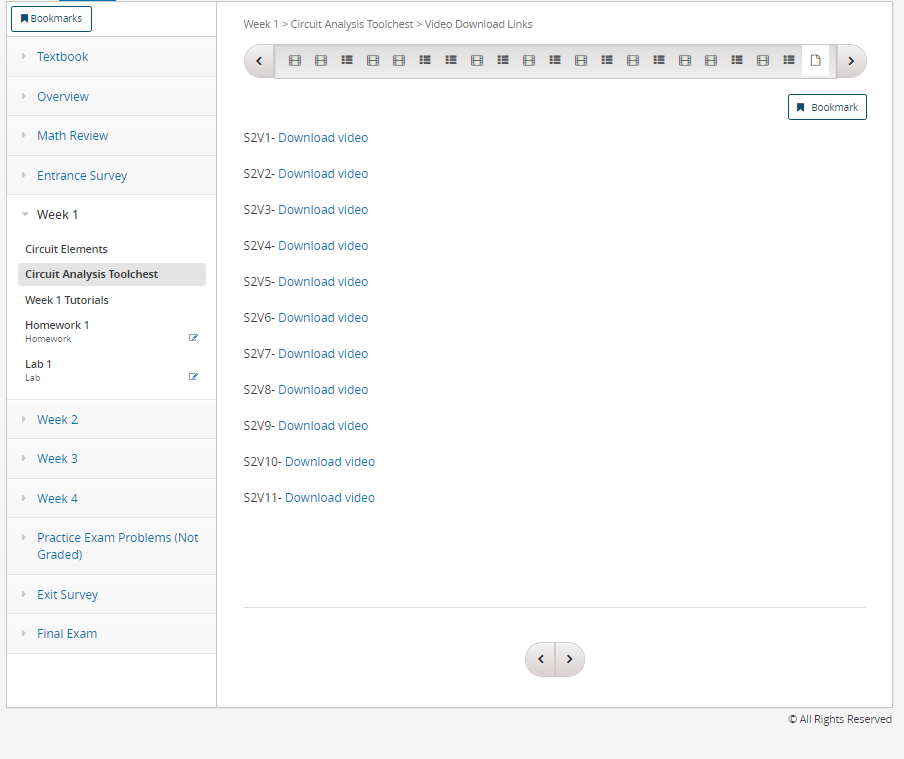 Bookmarks
Textbook
Overview
Math Review
Entrance Survey
Week 1
Circuit Elements
Circuit Analysis Toolchest
Week 1 Tutorials
Homework 1
Homework
Lab 1
Lab
Week 2
Week 3
Week 4
Practice Exam Problems (Not
Graded)
Exit Survey
Final Exam
Week 1 > Circuit Analysis Toolchest > Video Download Links
Bookmark
S2V1- Download video
S2V2- Download video
S2V3- Download video
S2V4- Download video
S2V5- Download video
S2V6- Download video
S2V7- Download video
S2V8- Download video
S2V9- Download video
S2V10- Download video
S2V11- Download video
© All Rights Reserved